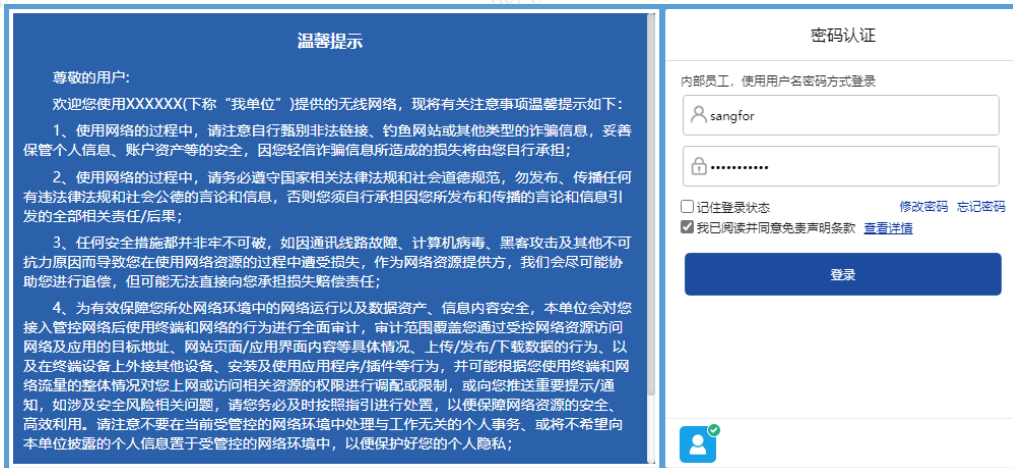 温馨提示
尊敬的用户:
欢迎您使用XXXXXX(下称“我单位”)提供的无线网络，现将有关注意事项温馨提示如下：
1、使用网络的过程中，请注意自行甄别非法链接、钓鱼网站或其他类型的诈骗信息，妥善
保管个人信息、账户资产等的安全，因您轻信诈骗信息所造成的损失将由您自行承担；
2、使用网络的过程中，请务必遵守国家相关法律法规和社会道德规范，勿发布、传播任何
有违法律法规和社会公德的言论和信息，否则您须自行承担因您所发布和传播的言论和信息引
发的全部相关责任/后果；
3、任何安全措施都并非牢不可破，如因通讯线路故障、计算机病毒、黑客攻击及其他不可
抗力原因而导致您在使用网络资源的过程中遭受损失，作为网络资源提供方，我们会尽可能协
助您进行追偿，但可能无法直接向您承担损失赔偿责任；
4、为有效保障您所处网络环境中的网络运行以及数据资产、信息内容安全，本单位会对您
接入管控网络后使用终端和网络的行为进行全面审计，审计范围覆盖您通过受控网络资源访问
网络及应用的目标地址、网站页面/应用界面内容等具体情况、上传/发布/下载数据的行为、以
及在终端设备上外接其他设备、安装及使用应用程序/插件等行为，并可能根据您使用终端和网
络流量的整体情况对您上网或访问相关资源的权限进行调配或限制，或向您推送重要提示/通
知，如涉及安全风险相关问题，请您务必及时按照指引进行处置，以便保障网络资源的安全、
高效利用。请注意不要在当前受管控的网络环境中处理与工作无关的个人事务、或将不希望向
本单位披露的个人信息置于受管控的网络环境中，以便保护好您的个人隐私；
密码认证
内部员工，使用用户名密码方式登录
sangfor
•••••••••••
记住登录状态 修改密码 忘记密码
我已阅读并同意免责声明条款 查看详情
登录